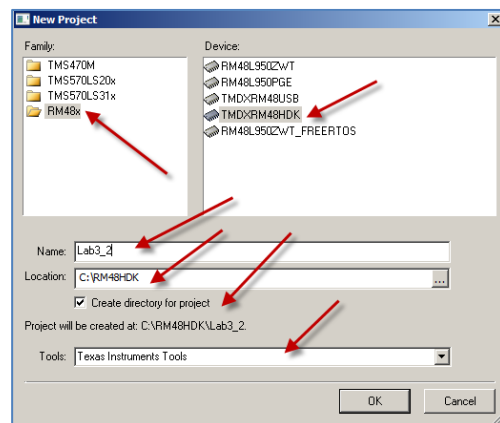 New Project
Family:
TMS470M
TMS570LS20x
TMS570LS31x
RM48x
Device:
RM48L950ZWT
RM48L950PGE
TMDXRM48USB
TMDXRM48HDK
RM48L950ZWT_FREERTOS
Name: Lab3_2
Location: C:\RM48HDK ...
Create directory for project
Project will be created at: C:\RM48HDK\Lab3_2.
Tools: Texas Instruments Tools
OK Cancel